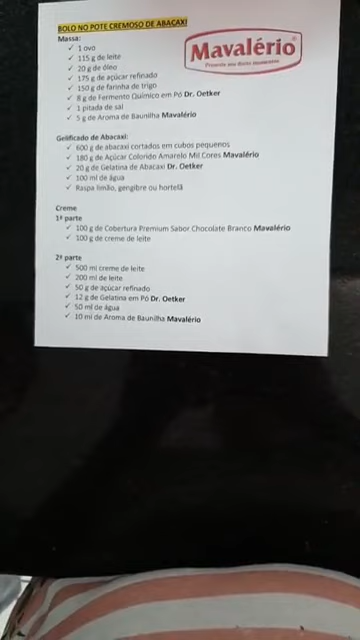 BOLO NO POTE CREMOSO DE ABACAXI
Mavalério
Massa:
✓ 1 ovo
✓ 115 g de leite
✓ 20 g de óleo
✓ 175 g de açúcar refinado
✓ 150 g de farinha de trigo
✓ 8 g de Fermento Químico em Pó Dr. Oetker
✓ 1 pitada de sal
✓ 5 g de Aroma de Baunilha Mavalério
Gelificado de Abacaxi:
✓ 600 g de abacaxi cortados em cubos pequenos
✓ 180 g de Açúcar Colorido Amarelo Mil Cores Mavalério
✓ 20 g de Gelatina de Abacaxi Dr. Oetker
✓ 100 ml de água
✓ Raspa limão, gengibre ou hortelã
Creme
1ª parte
✓ 100 g de Cobertura Premium Sabor Chocolate Branco Mavalério
✓ 100 g de creme de leite
2ª parte
✓ 500 ml creme de leite
✓ 200 ml de leite
✓ 50 g de açúcar refinado
✓ 12 g de Gelatina em Pó Dr. Oetker
✓ 50 ml de água
✓ 10 ml de Aroma de Baunilha Mavalério